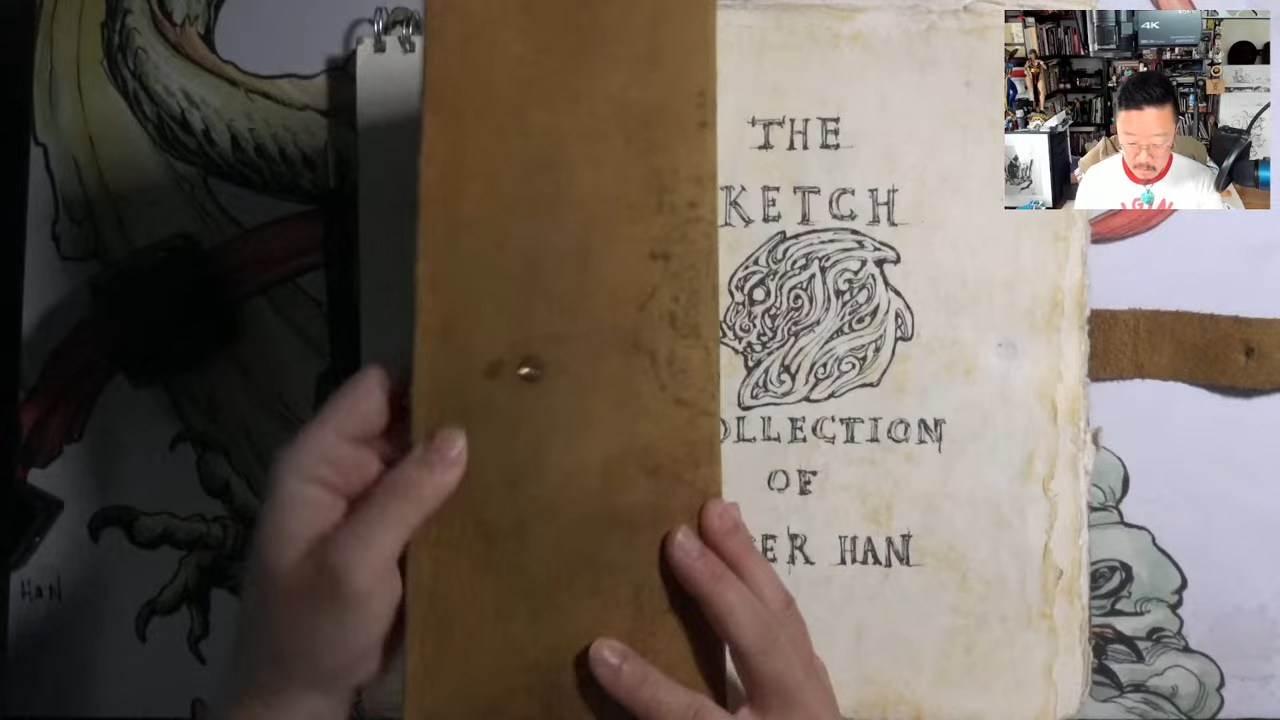 THE
KETCH
OLLECTION
OF
ER HAN
HAN
4K